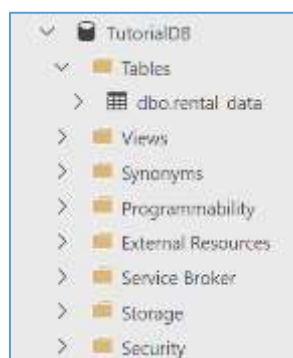 TutorialDB
Tables
dbo.rental_data
Views
Synonyms
Programmability
External Resources
Service Broker
Storage
Security